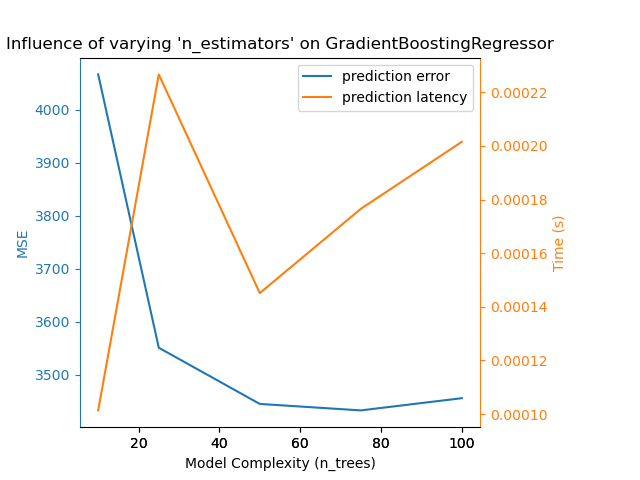 Influence of varying 'n_estimators' on GradientBoostingRegressor
prediction error
prediction latency
4000
3900
3800
3700
3600
3500
MSE
0.00022
0.00020
0.00018
0.00016
0.00014
0.00012
0.00010
Time (s)
20 40 60 80 100
Model Complexity (n_trees)